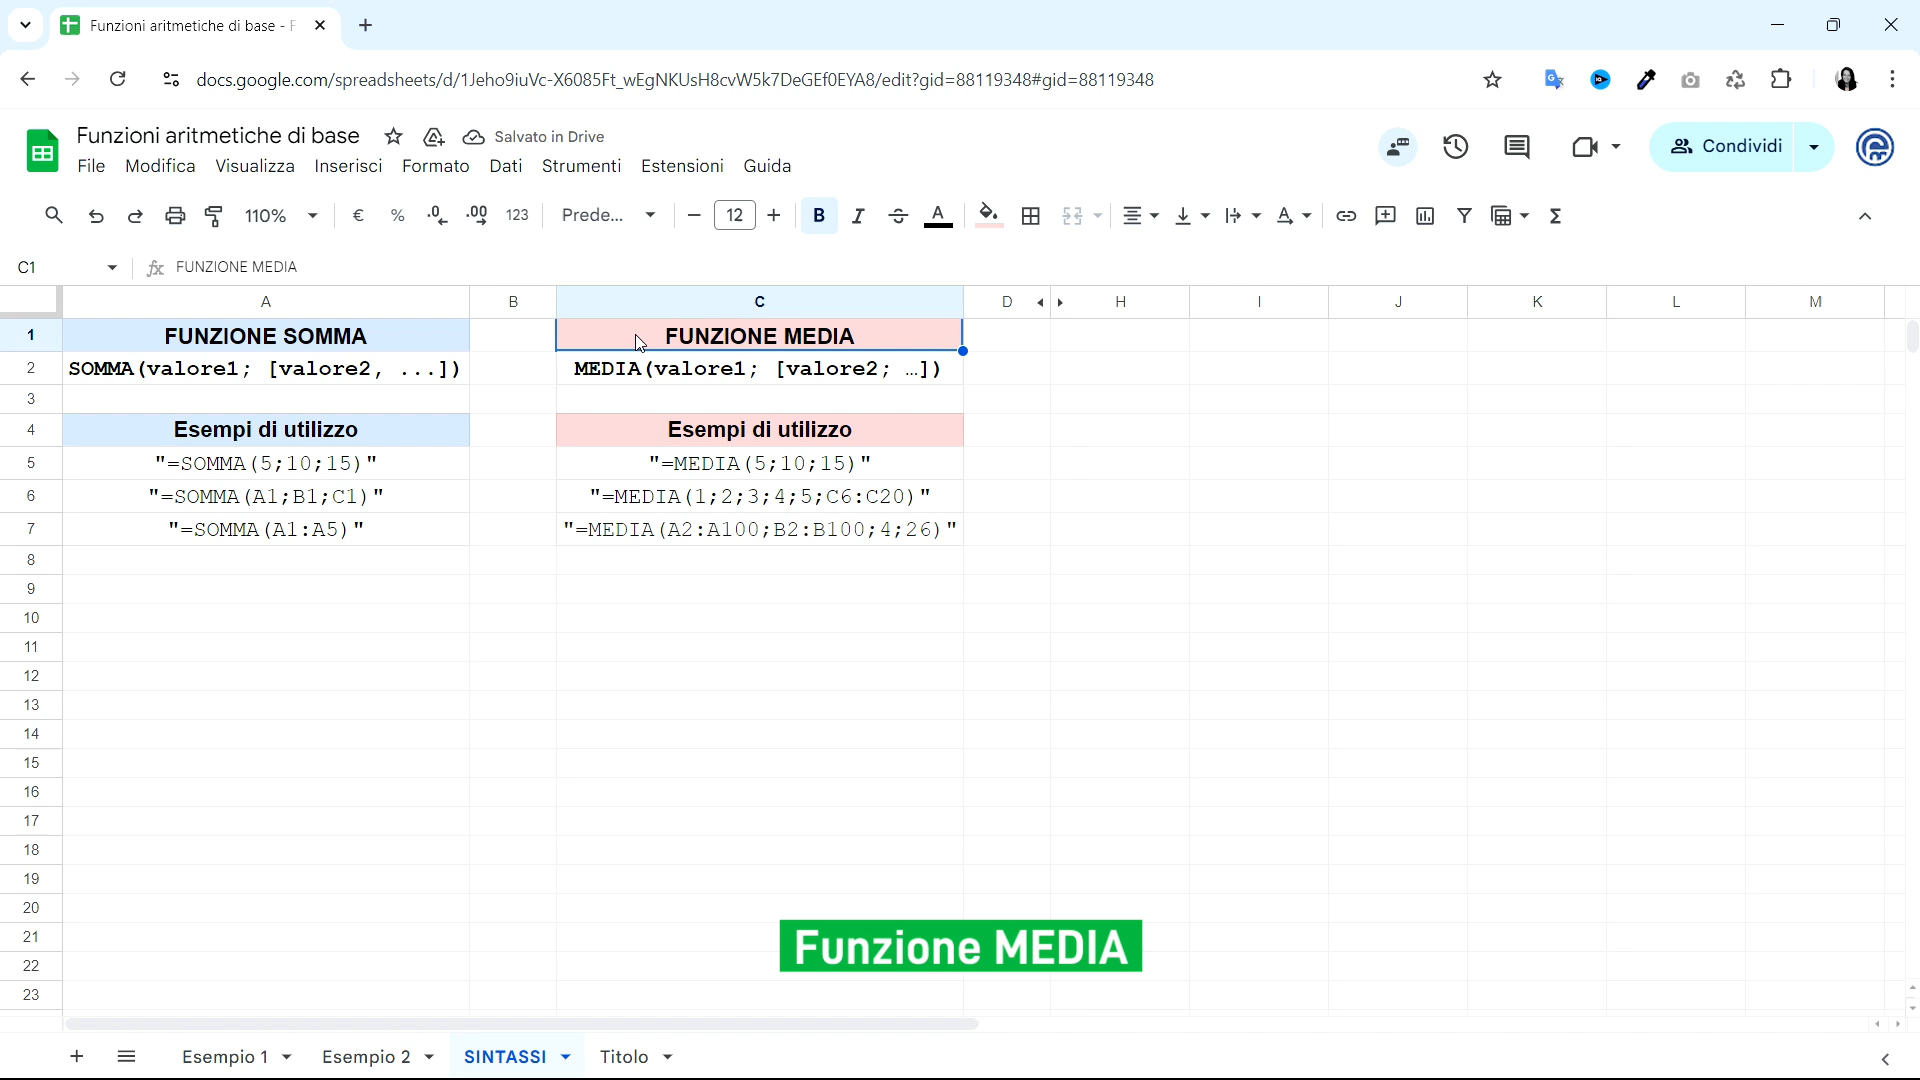 Funzioni aritmetiche di base - F
docs.google.com/spreadsheets/d/1Jeho9iuVc-X6085Ft_wEgNKUsH8cvW5k7DeGEf0EYA8/edit?gid=88119348#gid=88119348
Funzioni aritmetiche di base Salvato in Drive
File Modifica Visualizza Inserisci Formato Dati Strumenti Estensioni Guida
Condividi
110% € % .0 .00 123 Prede... 12 B I A Σ
C1 fx FUNZIONE MEDIA
A B C D H I J K L M
1 FUNZIONE SOMMA FUNZIONE MEDIA
2 SOMMA(valore1; [valore2, ...]) MEDIA(valore1; [valore2; …])
3
4 Esempi di utilizzo Esempi di utilizzo
5 "=SOMMA(5;10;15)" "=MEDIA(5;10;15)"
6 "=SOMMA(A1;B1;C1)" "=MEDIA(1;2;3;4;5;C6:C20)"
7 "=SOMMA(A1:A5)" "=MEDIA(A2:A100;B2:B100;4;26)"
8
9
10
11
12
13
14
15
16
17
18
19
20
21
22
23
Funzione MEDIA
Esempio 1 Esempio 2 SINTASSI Titolo